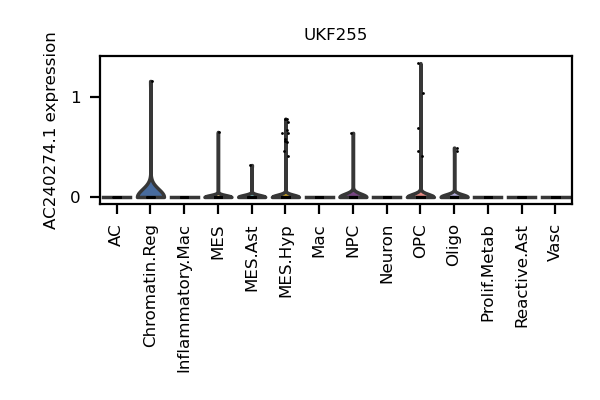 UKF255
AC240274.1 expression
1
0
AC
Chromatin.Reg
Inflammatory.Mac
MES
MES.Ast
MES.Hyp
Mac
NPC
Neuron
OPC
Oligo
Prolif.Metab
Reactive.Ast
Vasc